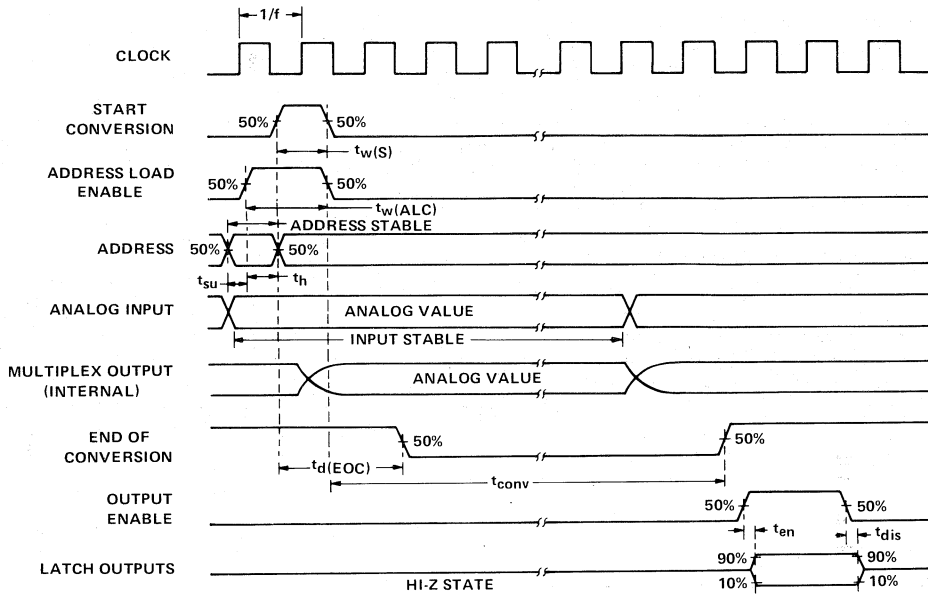 1/f
CLOCK
START
CONVERSION
50%
50%
tw(S)
ADDRESS LOAD
ENABLE
50%
50%
tw(ALC)
ADDRESS STABLE
ADDRESS
50%
50%
tsu
th
ANALOG INPUT
ANALOG VALUE
INPUT STABLE
MULTIPLEX OUTPUT
(INTERNAL)
ANALOG VALUE
END OF
CONVERSION
50%
50%
td(EOC)
tconv
OUTPUT
ENABLE
50%
50%
ten
tdis
LATCH OUTPUTS
90%
90%
10%
10%
HI-Z STATE